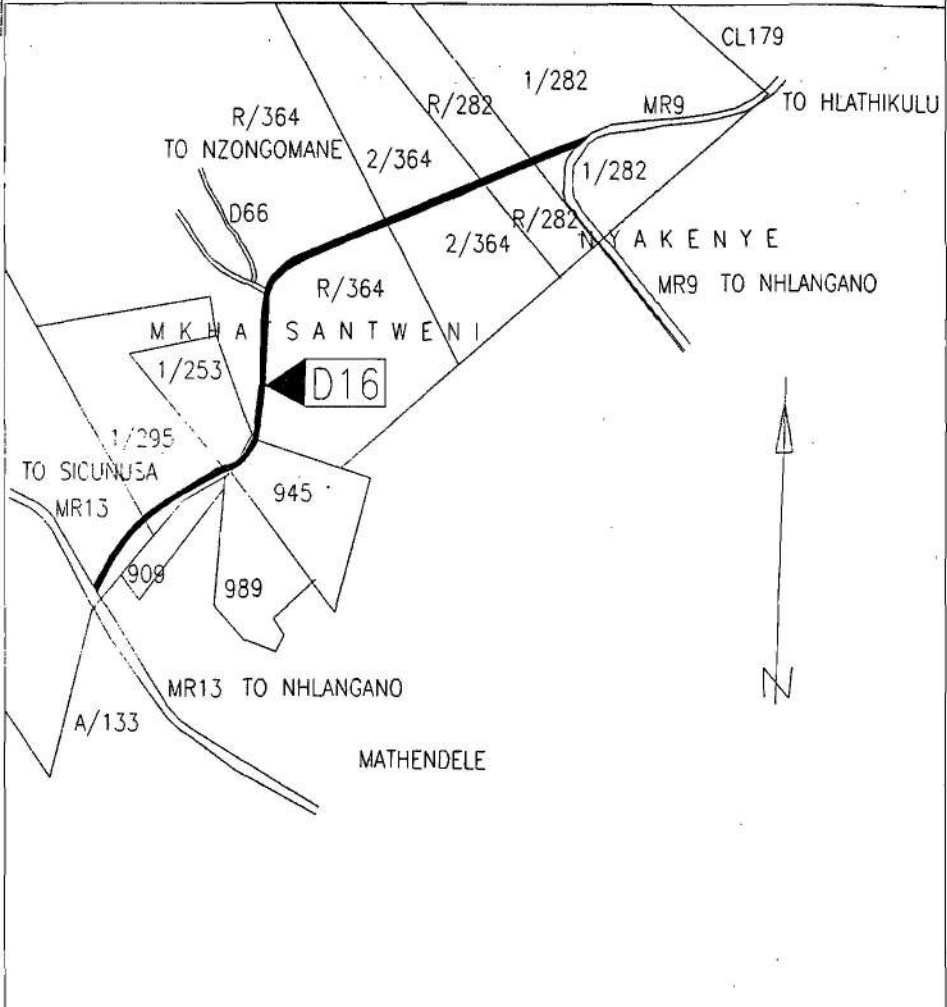 CL179
1/282
R/282
MR9
TO HLATHIKULU
R/364
TO NZONGOMANE
2/364
1/282
D66
R/282
2/364
NYAKENYE
R/364
MR9 TO NHLANGANO
MKHATSANTWENI
1/253
D16
1/295
TO SICUNUSA
MR13
945
909
989
N
MR13 TO NHLANGANO
A/133
MATHENDELE